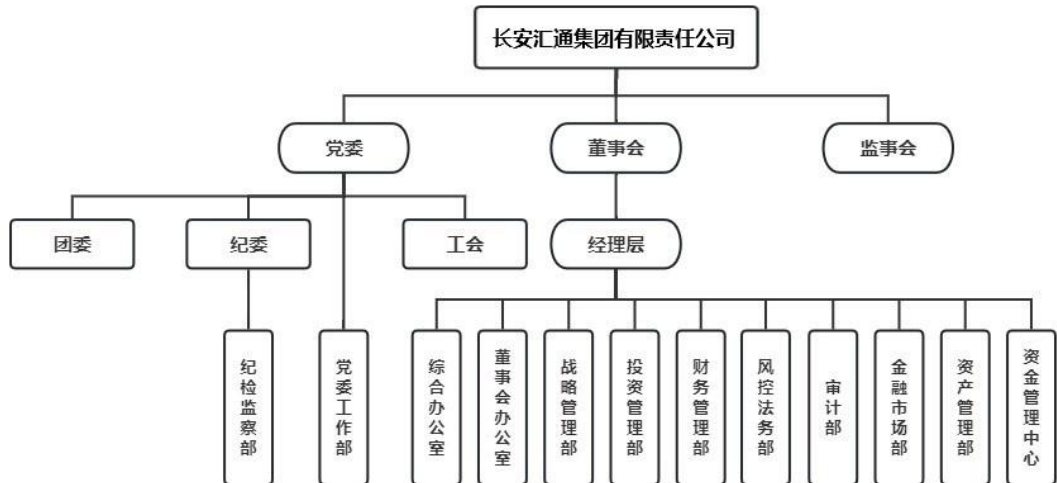 长安汇通集团有限责任公司
党委
董事会
监事会
团委
纪委
工会
经理层
纪检监察部
党委工作部
综合办公室
董事会办公室
战略管理部
投资管理部
财务管理部
风控法务部
审计部
金融市场部
资产管理部
资金管理中心